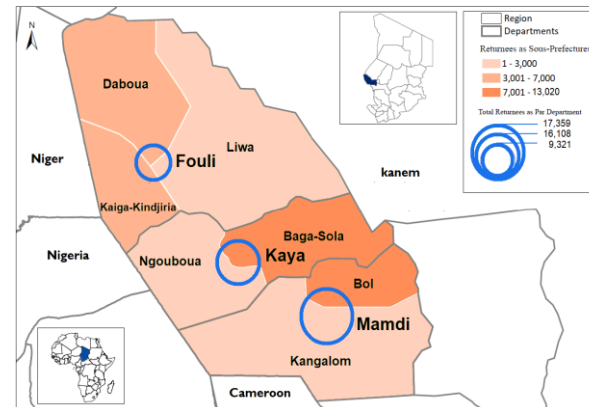 N
Region
Departments
Returnees as Sous-Prefectures
1 - 3,000
3,001 - 7,000
7,001 - 13,020
Total Returnees as Per Department
17,359
16,108
9,321
Daboua
Liwa
Niger
Fouli
kanem
Kaiga-Kindjiria
Baga-Sola
Nigeria
Ngouboua
Kaya
Bol
Mamdi
Kangalom
Cameroon